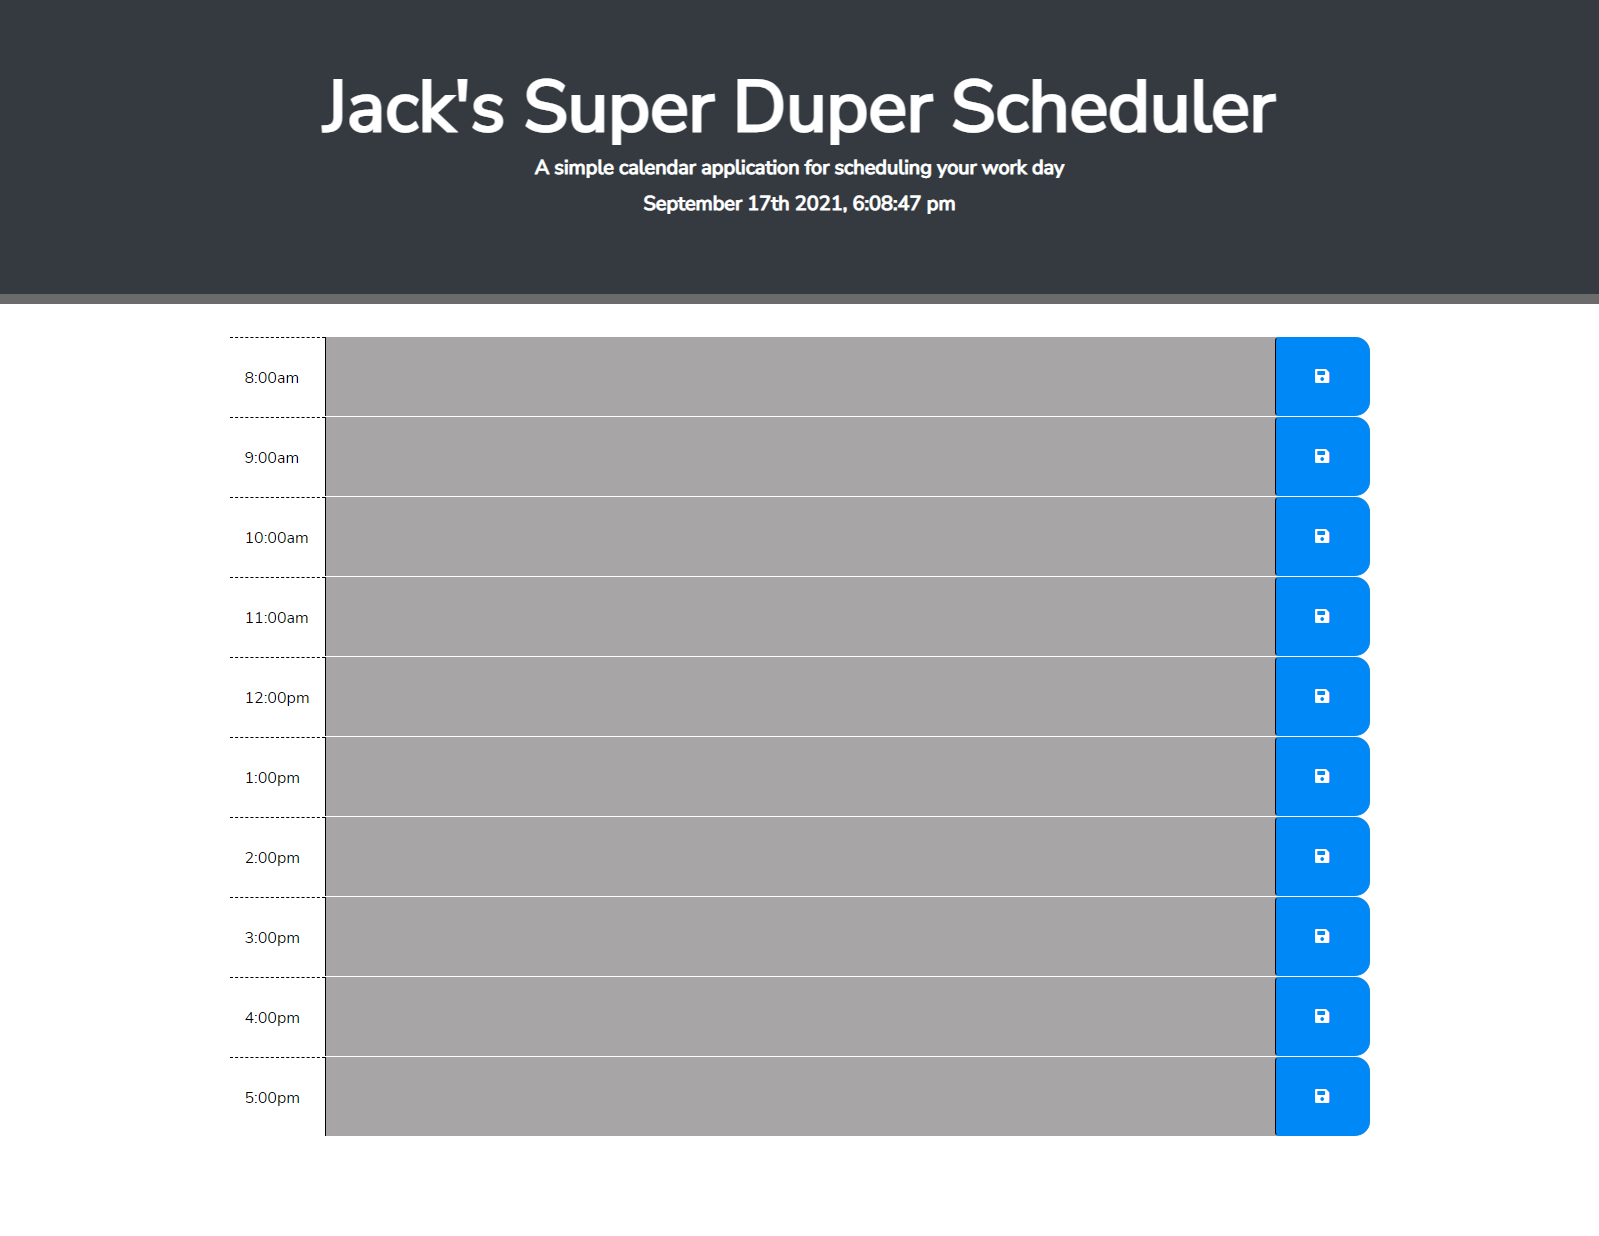 Jack's Super Duper Scheduler
A simple calendar application for scheduling your work day
September 17th 2021, 6:08:47 pm
8:00am
9:00am
10:00am
11:00am
12:00pm
1:00pm
2:00pm
3:00pm
4:00pm
5:00pm